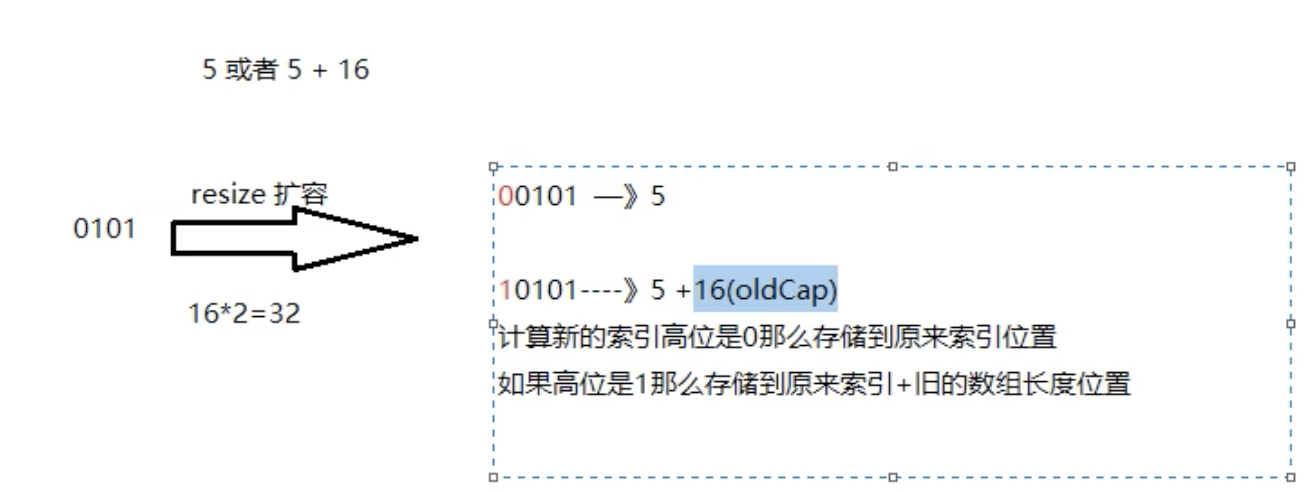 5 或者 5 + 16
resize 扩容
0101
16*2=32
00101 —》5
10101----》5 +16(oldCap)
计算新的索引高位是0那么存储到原来索引位置
如果高位是1那么存储到原来索引+旧的数组长度位置